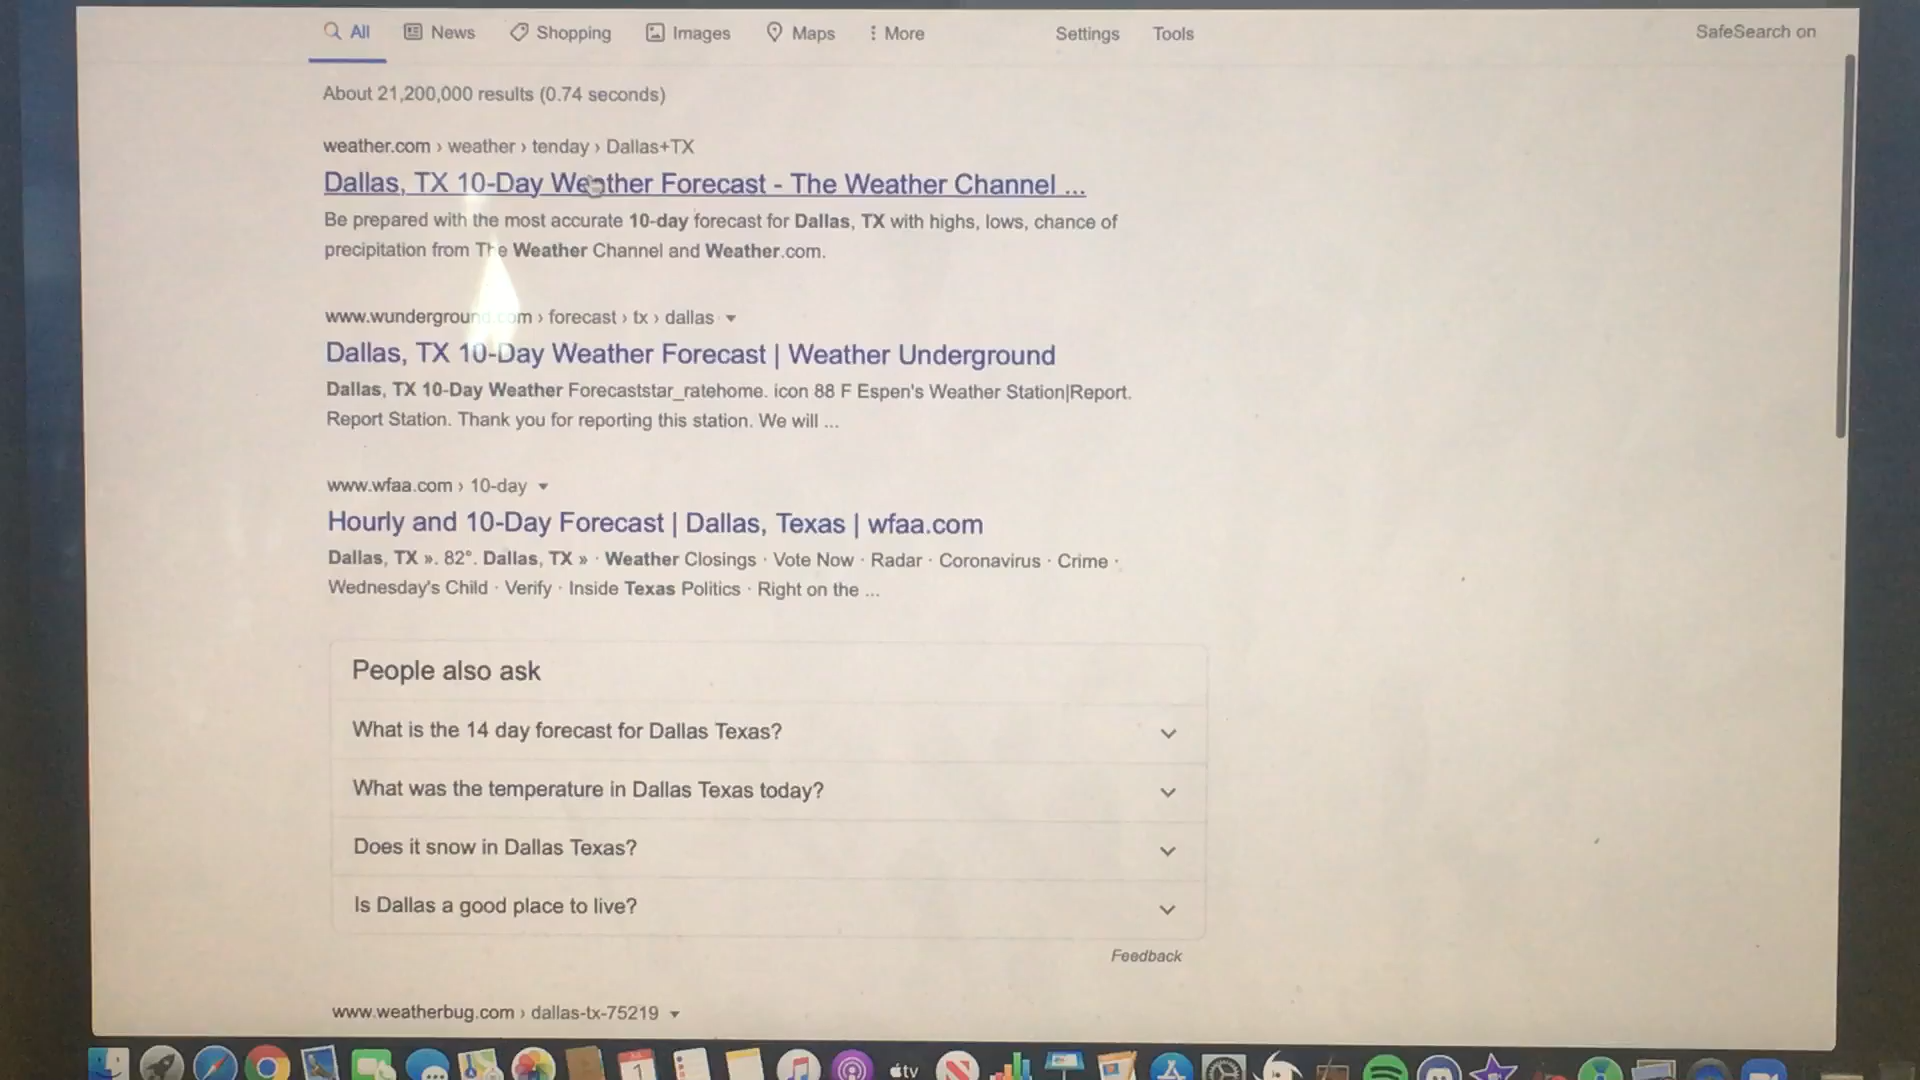 All News Shopping Images Maps More Settings Tools SafeSearch on
About 21,200,000 results (0.74 seconds)
weather.com › weather › tenday › Dallas+TX
Dallas, TX 10-Day Weather Forecast - The Weather Channel ...
Be prepared with the most accurate 10-day forecast for Dallas, TX with highs, lows, chance of
precipitation from The Weather Channel and Weather.com.
www.wunderground.com › forecast › tx › dallas
Dallas, TX 10-Day Weather Forecast | Weather Underground
Dallas, TX 10-Day Weather Forecaststar_ratehome. icon 88 F Espen's Weather Station|Report.
Report Station. Thank you for reporting this station. We will ...
www.wfaa.com › 10-day
Hourly and 10-Day Forecast | Dallas, Texas | wfaa.com
Dallas, TX ». 82°. Dallas, TX » · Weather Closings · Vote Now · Radar · Coronavirus · Crime ·
Wednesday's Child · Verify · Inside Texas Politics · Right on the ...
People also ask
What is the 14 day forecast for Dallas Texas?
What was the temperature in Dallas Texas today?
Does it snow in Dallas Texas?
Is Dallas a good place to live?
Feedback
www.weatherbug.com › dallas-tx-75219
1 tv